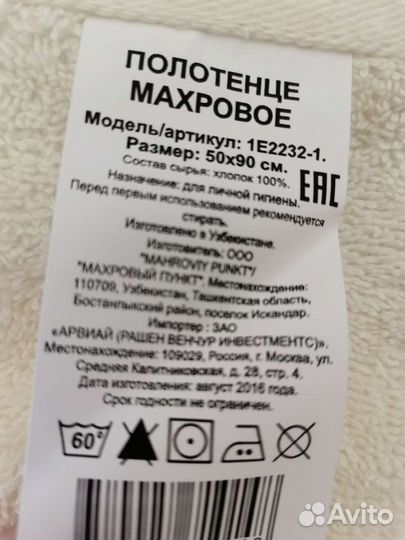 ПОЛОТЕНЦЕ
МАХРОВОЕ
Модель/артикул: 1E2232-1.
Размер: 50x90 см.
Состав сырья: хлопок 100%.
EAC
Назначение: для личной гигиены.
Перед первым использованием рекомендуется
стирать.
Изготовлено в Узбекистане.
Изготовитель: ООО
"MAHROVIY PUNKT"/
"МАХРОВЫЙ ПУНКТ". Местонахождение:
110709, Узбекистан, Ташкентская область,
Бостанлыкский район, поселок Искандар.
Импортер : ЗАО
«АРВИАЙ (РАШЕН ВЕНЧУР ИНВЕСТМЕНТС)».
Местонахождение: 109029, Россия, г. Москва, ул.
Средняя Калитниковская, д. 28, стр. 4.
Дата изготовления: август 2016 года.
Срок годности не ограничен.
60°
Avito